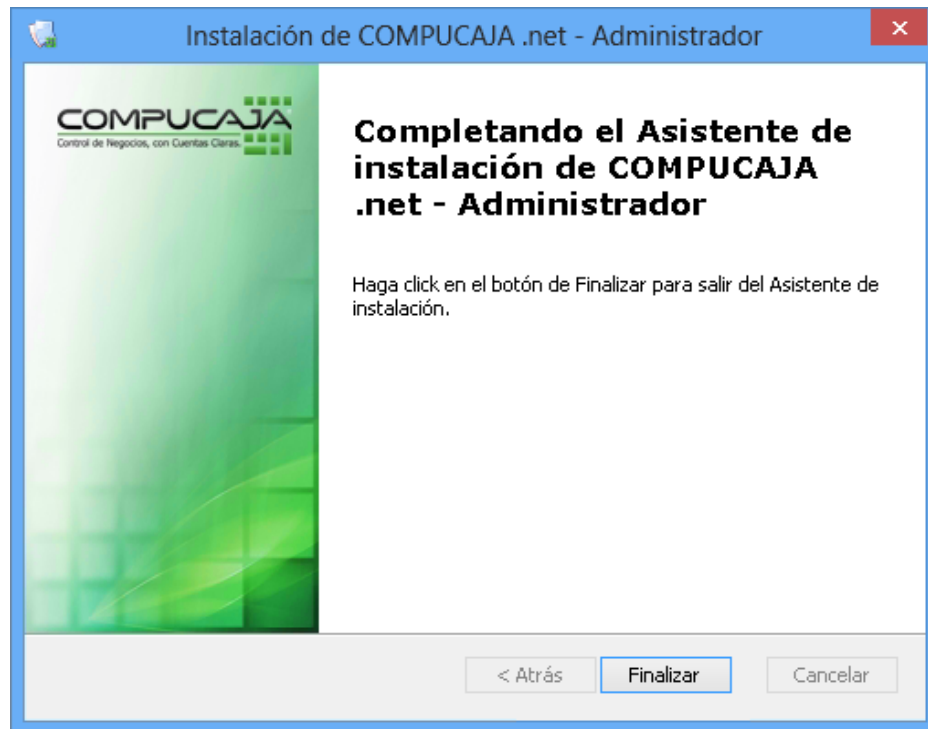 Instalación de COMPUCAJA .net - Administrador
COMPUCAJA
Control de Negocios, con Cuentas Claras.
Completando el Asistente de
instalación de COMPUCAJA
.net - Administrador
Haga click en el botón de Finalizar para salir del Asistente de
instalación.
< Atrás
Finalizar
Cancelar